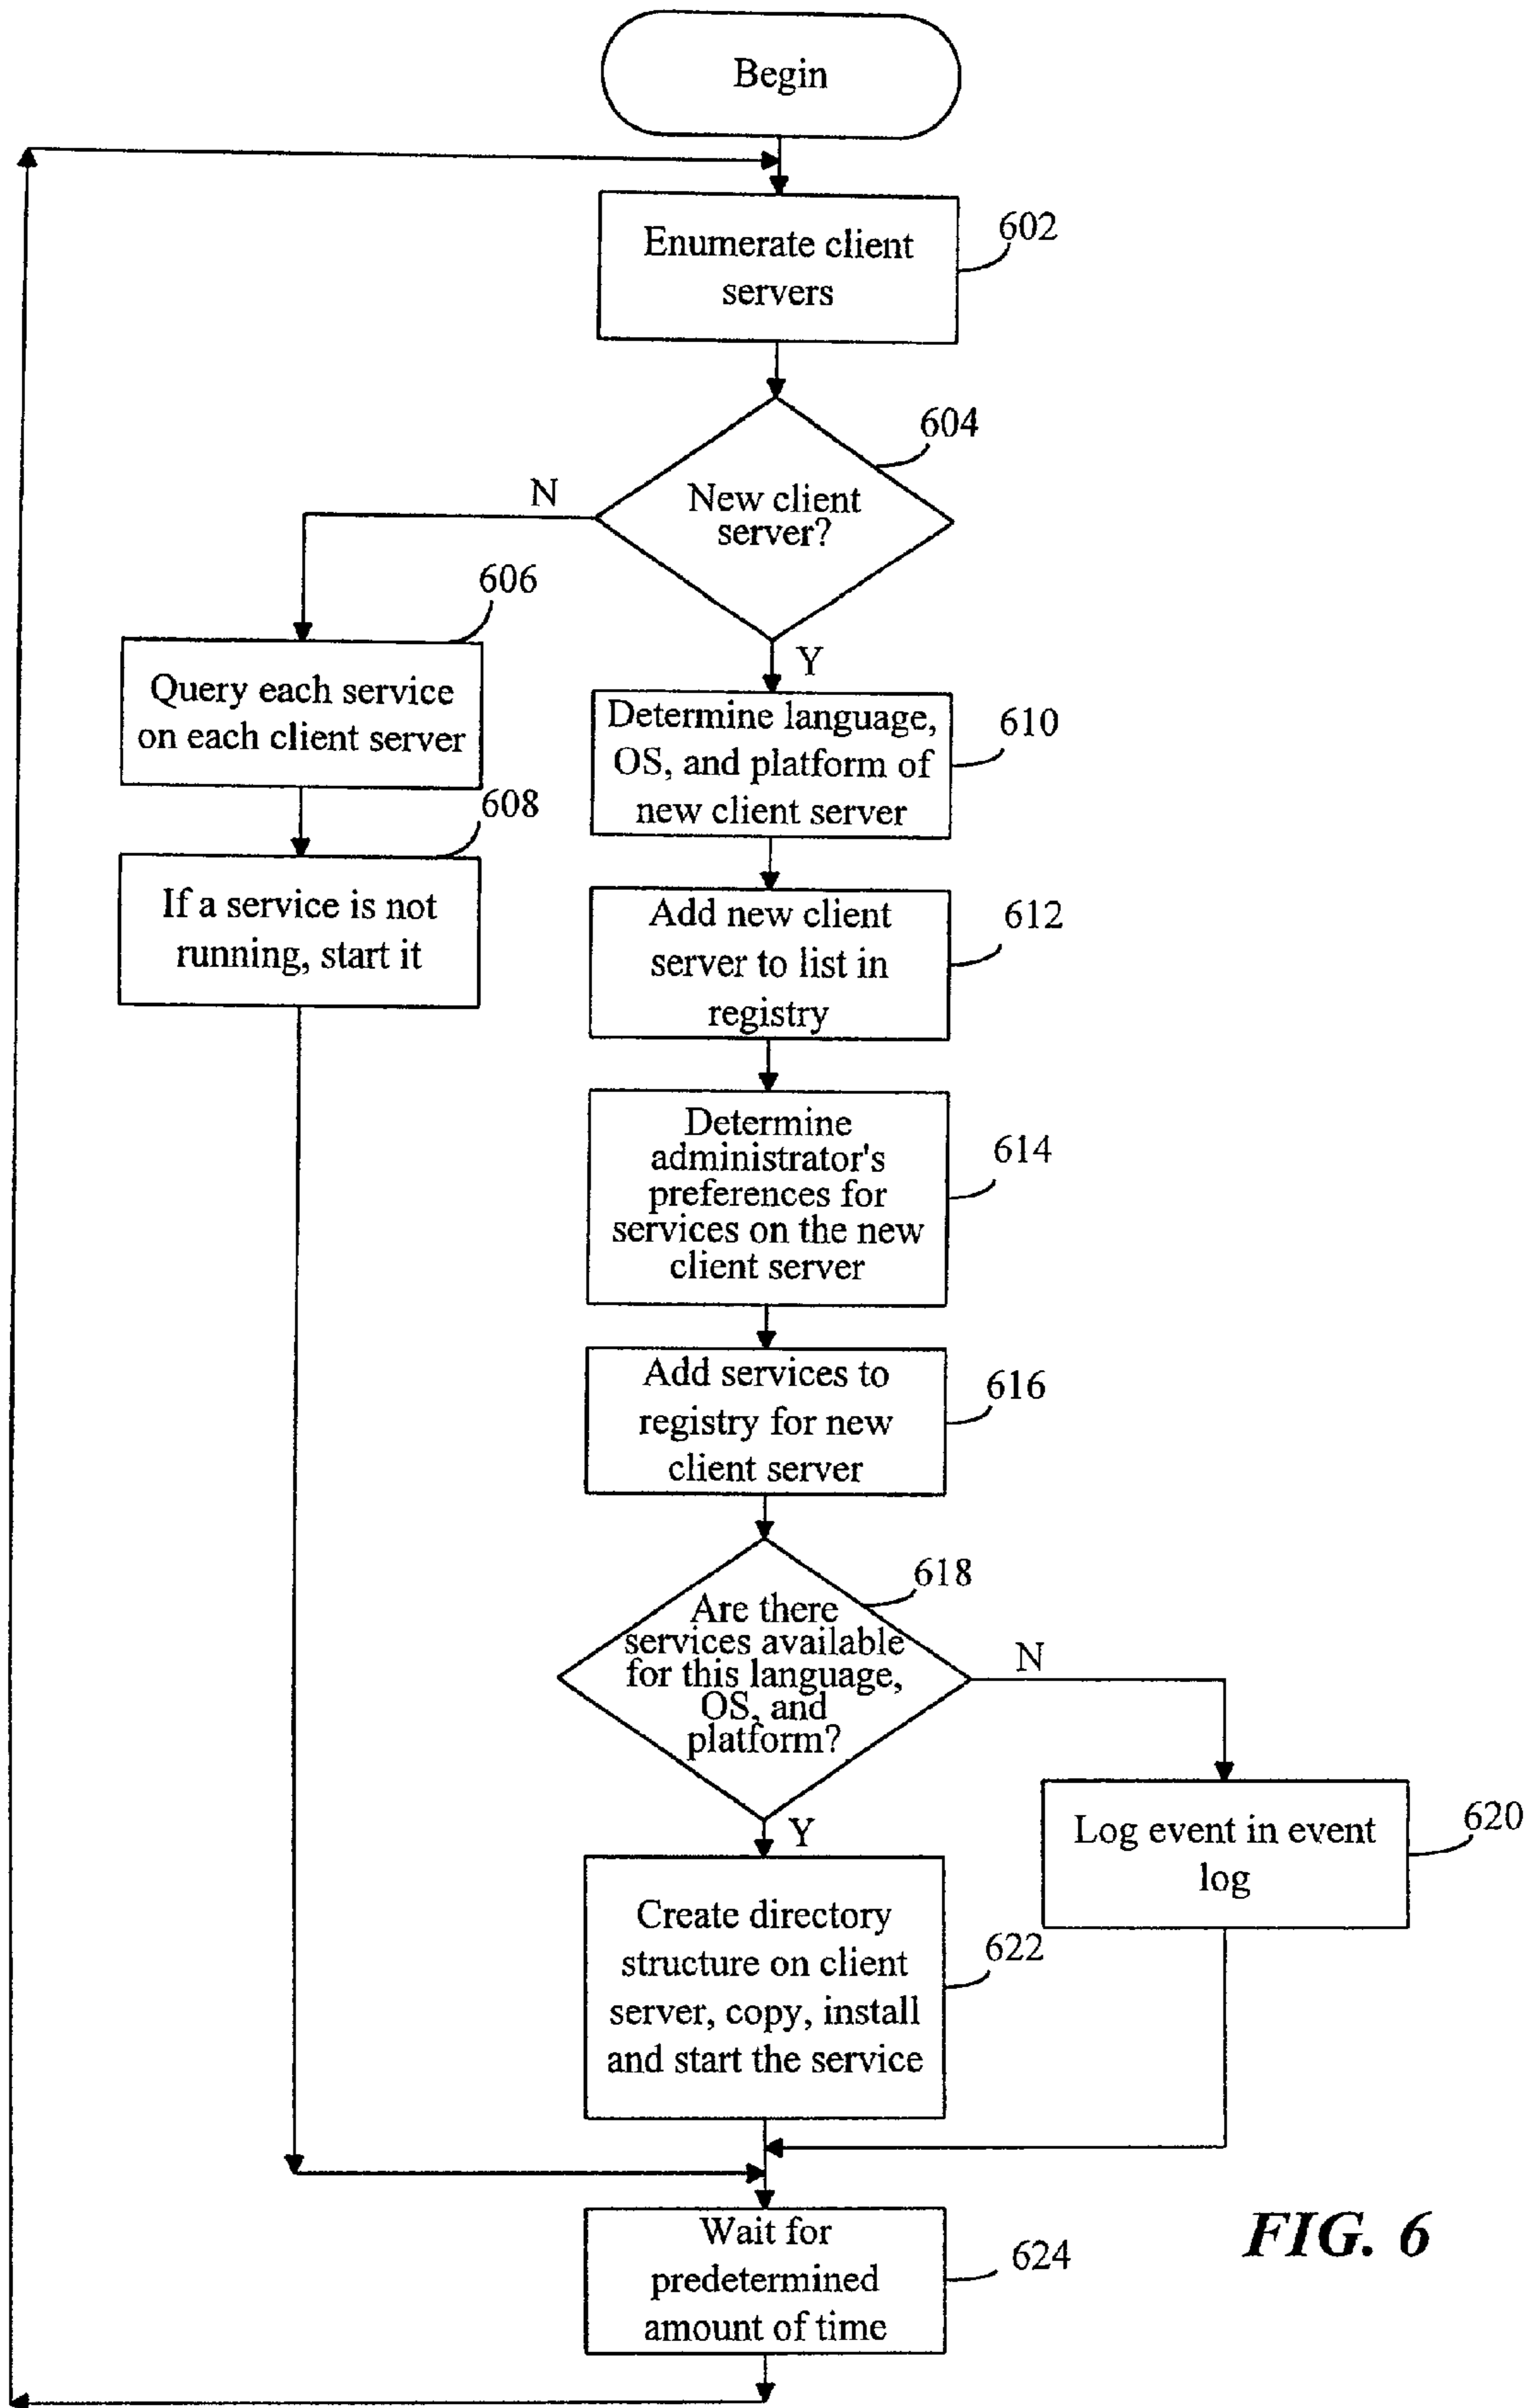 Begin
Enumerate client
servers
602
604
New client
server?
N
Y
606
Query each service
on each client server
608
If a service is not
running, start it
Determine language,
OS, and platform of
new client server
610
Add new client
server to list in
registry
612
Determine
administrator's
preferences for
services on the new
client server
614
Add services to
registry for new
client server
616
618
Are there
services available
for this language,
OS, and
platform?
N
Y
Log event in event
log
620
Create directory
structure on client
server, copy, install
and start the service
622
Wait for
predetermined
amount of time
624
FIG. 6